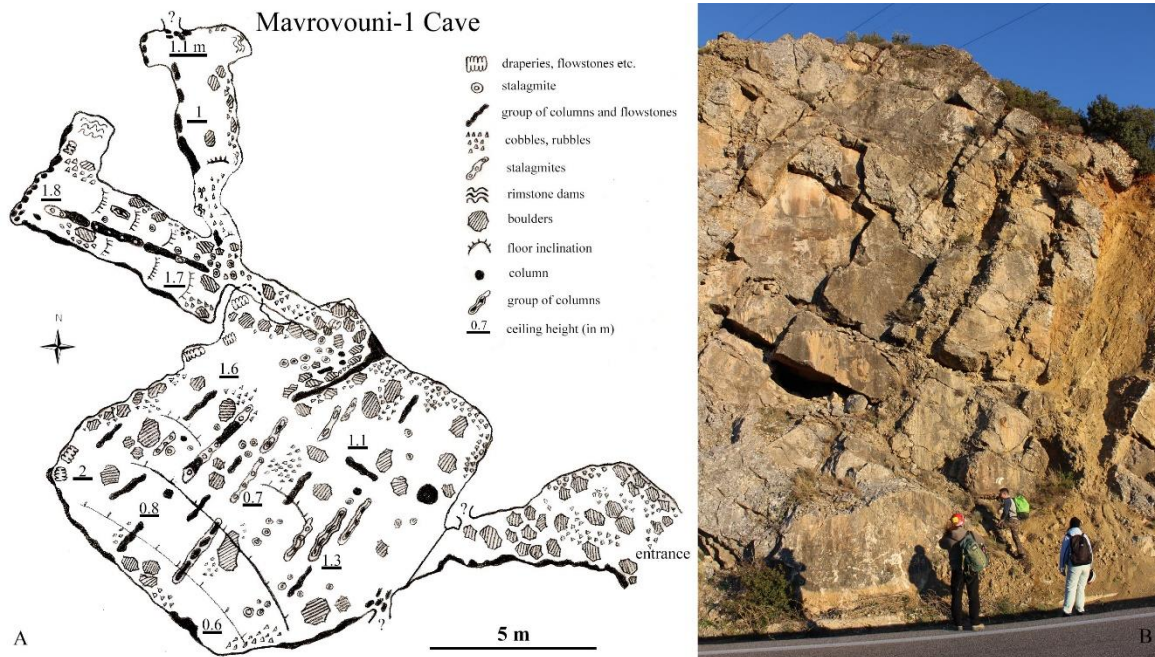 Mavrovouni-1 Cave
?
1.1 m
1
1.8
1.7
N
1.6
1.1
2
0.7
0.8
1.3
0.6
?
?
entrance
5 m
draperies, flowstones etc.
stalagmite
group of columns and flowstones
cobbles, rubbles
stalagmites
rimstone dams
boulders
floor inclination
column
group of columns
0.7 ceiling height (in m)
A
B